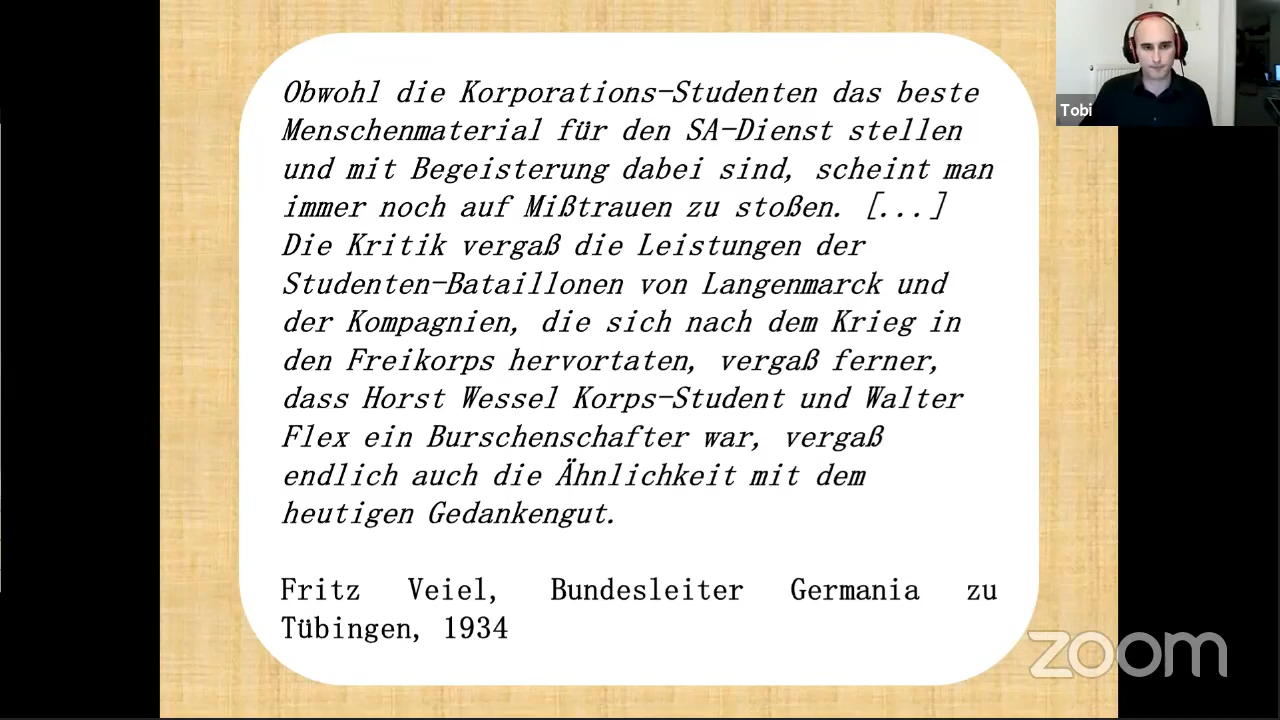 Obwohl die Korporations-Studenten das beste
Menschenmaterial für den SA-Dienst stellen
und mit Begeisterung dabei sind, scheint man
immer noch auf Mißtrauen zu stoßen. [...]
Die Kritik vergaß die Leistungen der
Studenten-Bataillonen von Langenmarck und
der Kompagnien, die sich nach dem Krieg in
den Freikorps hervortaten, vergaß ferner,
dass Horst Wessel Korps-Student und Walter
Flex ein Burschenschafter war, vergaß
endlich auch die Ähnlichkeit mit dem
heutigen Gedankengut.
Fritz Veiel, Bundesleiter Germania zu
Tübingen, 1934
Tobi
zoom